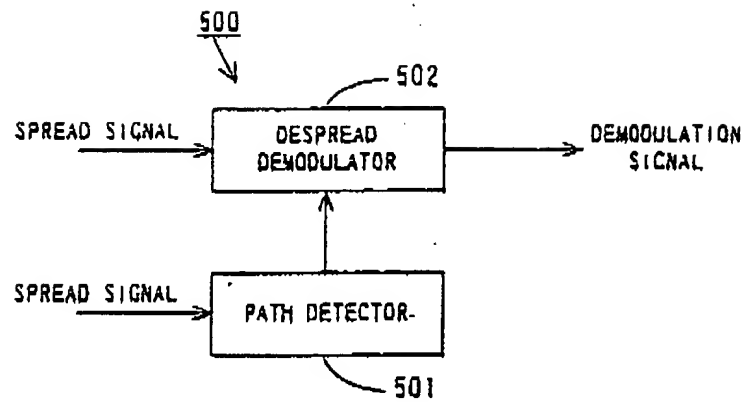 500
502
SPREAD SIGNAL
DESPREAD
DEMODULATOR
DEMODULATION
SIGNAL
SPREAD SIGNAL
PATH DETECTOR
501